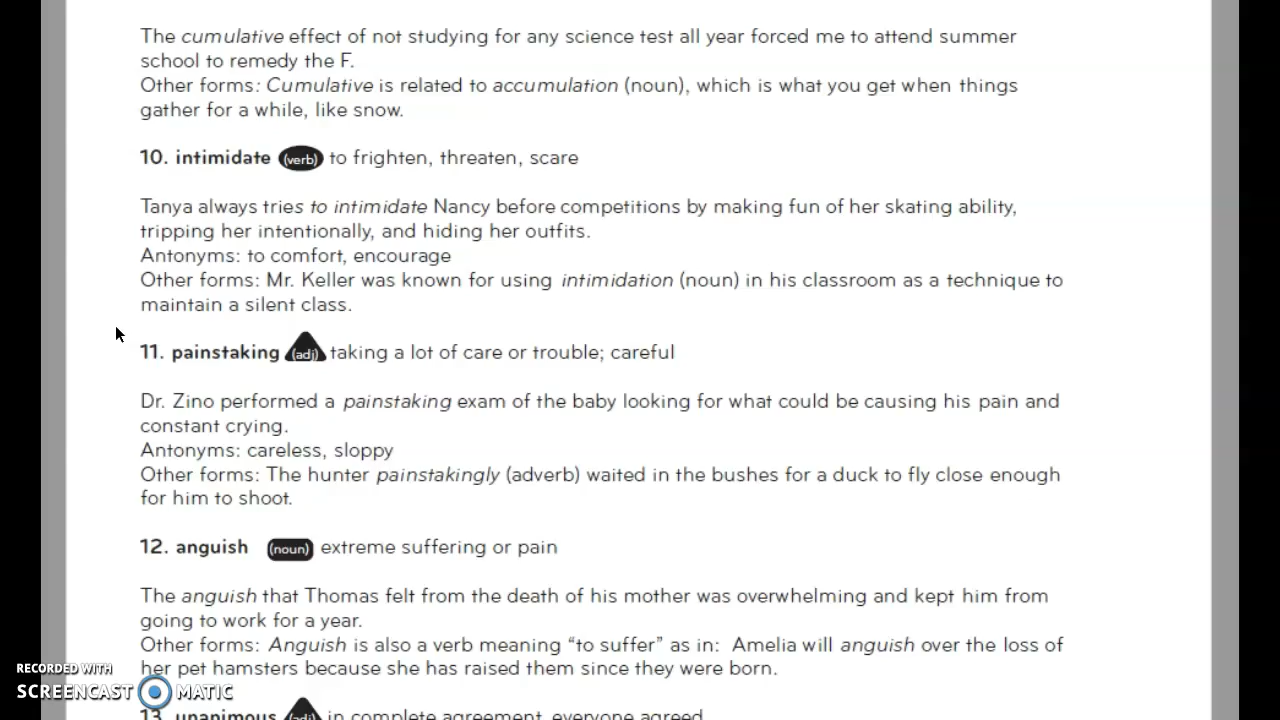 The cumulative effect of not studying for any science test all year forced me to attend summer
school to remedy the F.
Other forms: Cumulative is related to accumulation (noun), which is what you get when things
gather for a while, like snow.
10. intimidate (verb) to frighten, threaten, scare
Tanya always tries to intimidate Nancy before competitions by making fun of her skating ability,
tripping her intentionally, and hiding her outfits.
Antonyms: to comfort, encourage
Other forms: Mr. Keller was known for using intimidation (noun) in his classroom as a technique to
maintain a silent class.
11. painstaking (adj) taking a lot of care or trouble; careful
Dr. Zino performed a painstaking exam of the baby looking for what could be causing his pain and
constant crying.
Antonyms: careless, sloppy
Other forms: The hunter painstakingly (adverb) waited in the bushes for a duck to fly close enough
for him to shoot.
12. anguish (noun) extreme suffering or pain
The anguish that Thomas felt from the death of his mother was overwhelming and kept him from
going to work for a year.
Other forms: Anguish is also a verb meaning “to suffer” as in: Amelia will anguish over the loss of
her pet hamsters because she has raised them since they were born.
13. unanimous (adj) in complete agreement, everyone agreed
RECORDED WITH
SCREENCAST MATIC